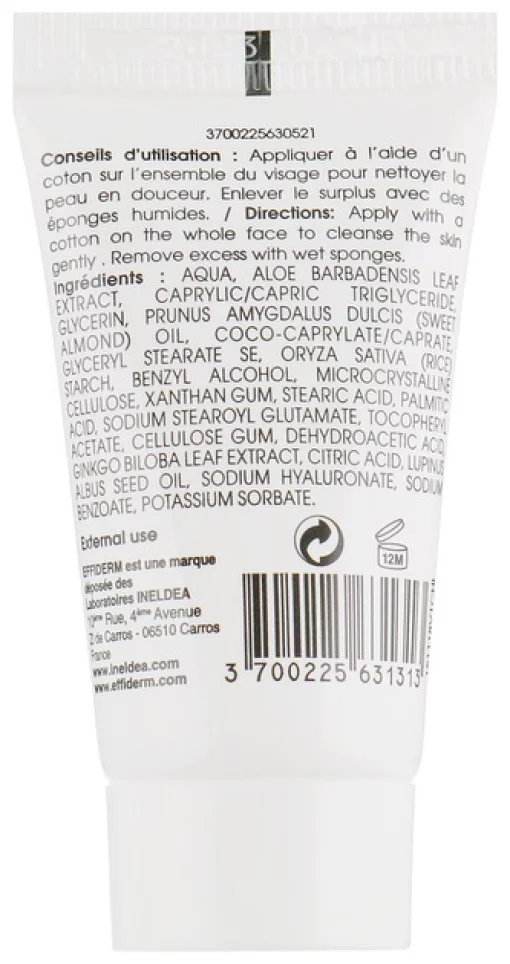 3700225630521
Conseils d'utilisation : Appliquer à l'aide d'un
coton sur l'ensemble du visage pour nettoyer la
peau en douceur. Enlever le surplus avec des
éponges humides. / Directions: Apply with a
cotton on the whole face to cleanse the skin
gently . Remove excess with wet sponges.
Ingrédients : AQUA, ALOE BARBADENSIS LEAF
EXTRACT, CAPRYLIC/CAPRIC TRIGLYCERIDE,
GLYCERIN, PRUNUS AMYGDALUS DULCIS (SWEET
ALMOND) OIL, COCO-CAPRYLATE/CAPRATE,
GLYCERYL STEARATE SE, ORYZA SATIVA (RICE)
STARCH, BENZYL ALCOHOL, MICROCRYSTALLINE
CELLULOSE, XANTHAN GUM, STEARIC ACID, PALMITIC
ACID, SODIUM STEAROYL GLUTAMATE, TOCOPHERYL
ACETATE, CELLULOSE GUM, DEHYDROACETIC ACID,
GINKGO BILOBA LEAF EXTRACT, CITRIC ACID, LUPINUS
ALBUS SEED OIL, SODIUM HYALURONATE, SODIUM
BENZOATE, POTASSIUM SORBATE.
External use
12M
EFFIDERM est une marque
déposée des
Laboratoires INELDEA
10ème Rue, 4ème Avenue
ZI de Carros - 06510 Carros
France
www.ineldea.com
www.effiderm.com
3 700225 631313